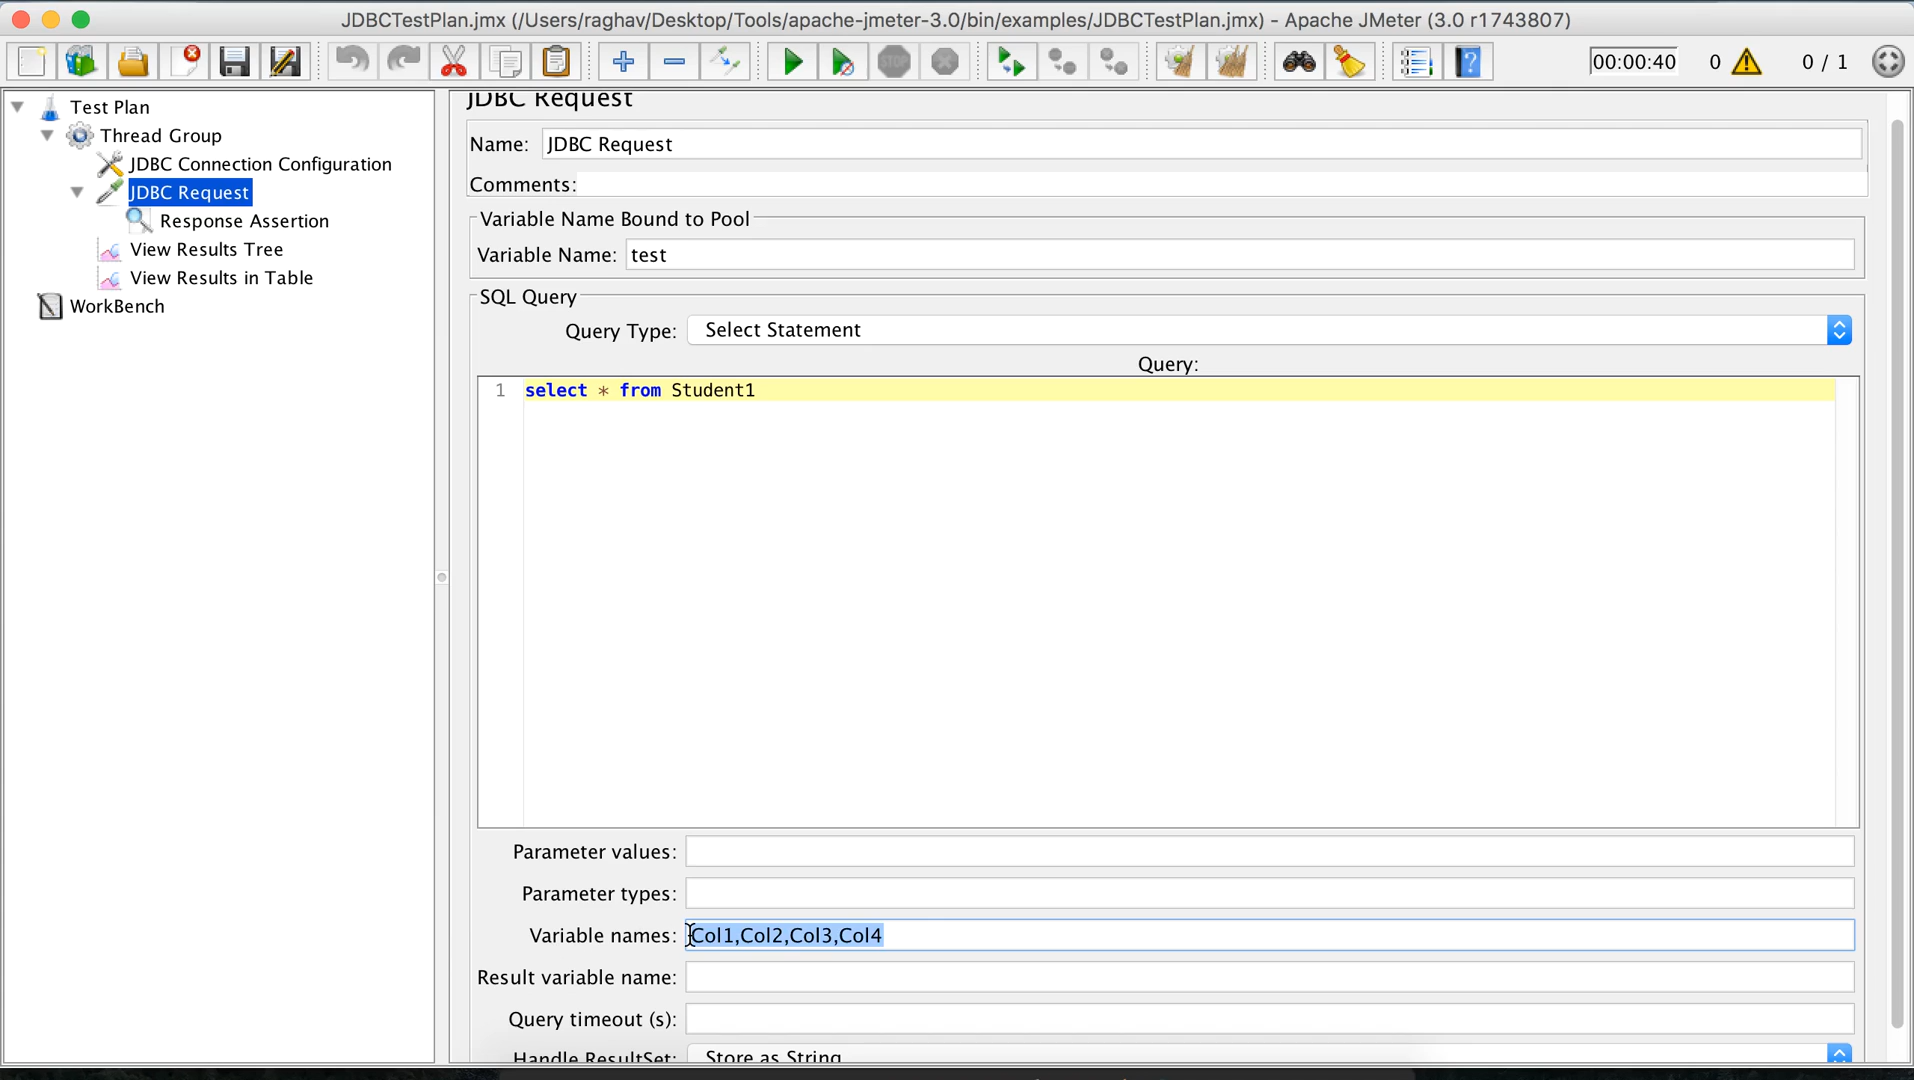 JDBCTestPlan.jmx (/Users/raghav/Desktop/Tools/apache-jmeter-3.0/bin/examples/JDBCTestPlan.jmx) - Apache JMeter (3.0 r1743807)
00:00:40 0 0 / 1
Test Plan
Thread Group
JDBC Connection Configuration
JDBC Request
Response Assertion
View Results Tree
View Results in Table
WorkBench
JDBC Request
Name: JDBC Request
Comments:
Variable Name Bound to Pool
Variable Name: test
SQL Query
Query Type: Select Statement
Query:
1 select * from Student1
Parameter values:
Parameter types:
Variable names: Col1,Col2,Col3,Col4
Result variable name:
Query timeout (s):
Handle ResultSet: Store as String